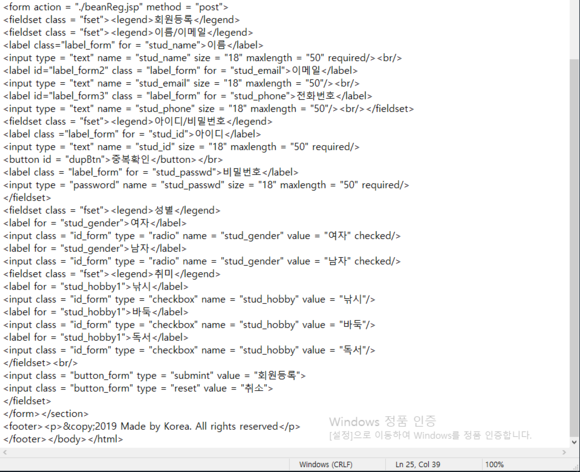 <form action = "./beanReg.jsp" method = "post">
<fieldset class = "fset"><legend>회원등록</legend>
<fieldset class = "fset"><legend>이름/이메일</legend>
<label class="label_form" for = "stud_name">이름</label>
<input type = "text" name = "stud_name" size = "18" maxlength = "50" required/><br/>
<label id="label_form2" class = "label_form" for = "stud_email">이메일</label>
<input type = "text" name = "stud_email" size = "18" maxlength = "50"/><br/>
<label id="label_form3" class = "label_form" for = "stud_phone">전화번호</label>
<input type = "text" name = "stud_phone" size = "18" maxlength = "50"/><br/></fieldset>
<fieldset class = "fset"><legend>아이디/비밀번호</legend>
<label class ="label_form" for = "stud_id">아이디</label>
<input type = "text" name = "stud_id" size = "18" maxlength = "50" required/>
<button id = "dupBtn">중복확인</button></br>
<label class = "label_form" for = "stud_passwd">비밀번호</label>
<input type = "password" name = "stud_passwd" size = "18" maxlength = "50" required/>
</fieldset>
<fieldset class = "fset"><legend>성별</legend>
<label for = "stud_gender">여자</label>
<input class = "id_form" type = "radio" name = "stud_gender" value = "여자" checked/>
<label for = "stud_gender">남자</label>
<input class = "id_form" type = "radio" name = "stud_gender" value = "남자" checked/>
<fieldset class = "fset"><legend>취미</legend>
<label for = "stud_hobby1">낚시</label>
<input class = "id_form" type = "checkbox" name = "stud_hobby" value = "낚시"/>
<label for = "stud_hobby1">바둑</label>
<input class = "id_form" type = "checkbox" name = "stud_hobby" value = "바둑"/>
<label for = "stud_hobby1">독서</label>
<input class = "id_form" type = "checkbox" name = "stud_hobby" value = "독서"/>
</fieldset><br/>
<input class = "button_form" type = "submint" value = "회원등록">
<input class = "button_form" type = "reset" value = "취소">
</fieldset>
</form></section>
<footer><p>&copy;2019 Made by Korea. All rights reserved</p>
</footer></body></html>
Windows 정품 인증
[설정]으로 이동하여 Windows를 정품 인증합니다.
Windows (CRLF) Ln 25, Col 39 100%